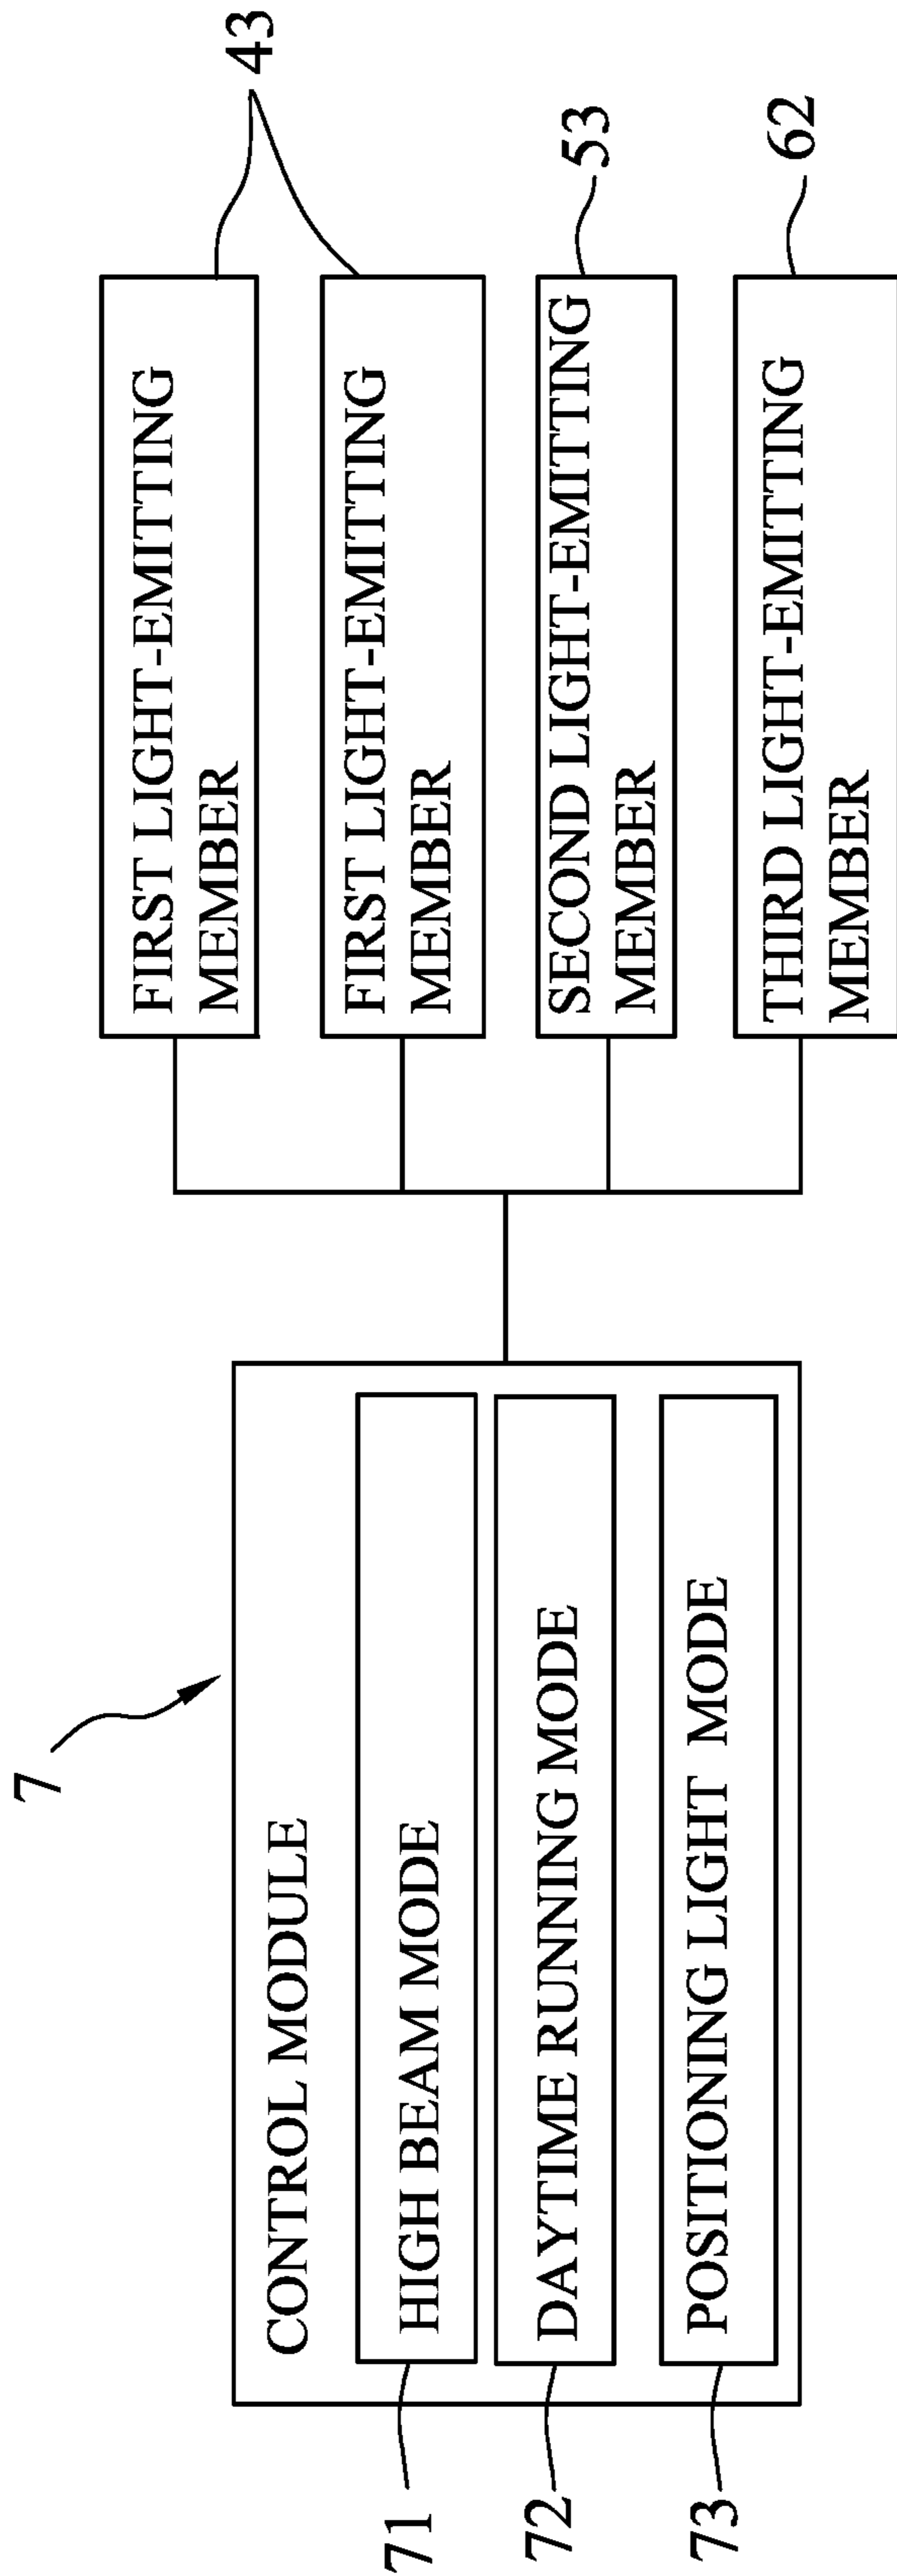 7
CONTROL MODULE
71
HIGH BEAM MODE
72
DAYTIME RUNNING MODE
73
POSITIONING LIGHT MODE
FIRST LIGHT-EMITTING
MEMBER
43
FIRST LIGHT-EMITTING
MEMBER
SECOND LIGHT-EMITTING
MEMBER
53
THIRD LIGHT-EMITTING
MEMBER
62